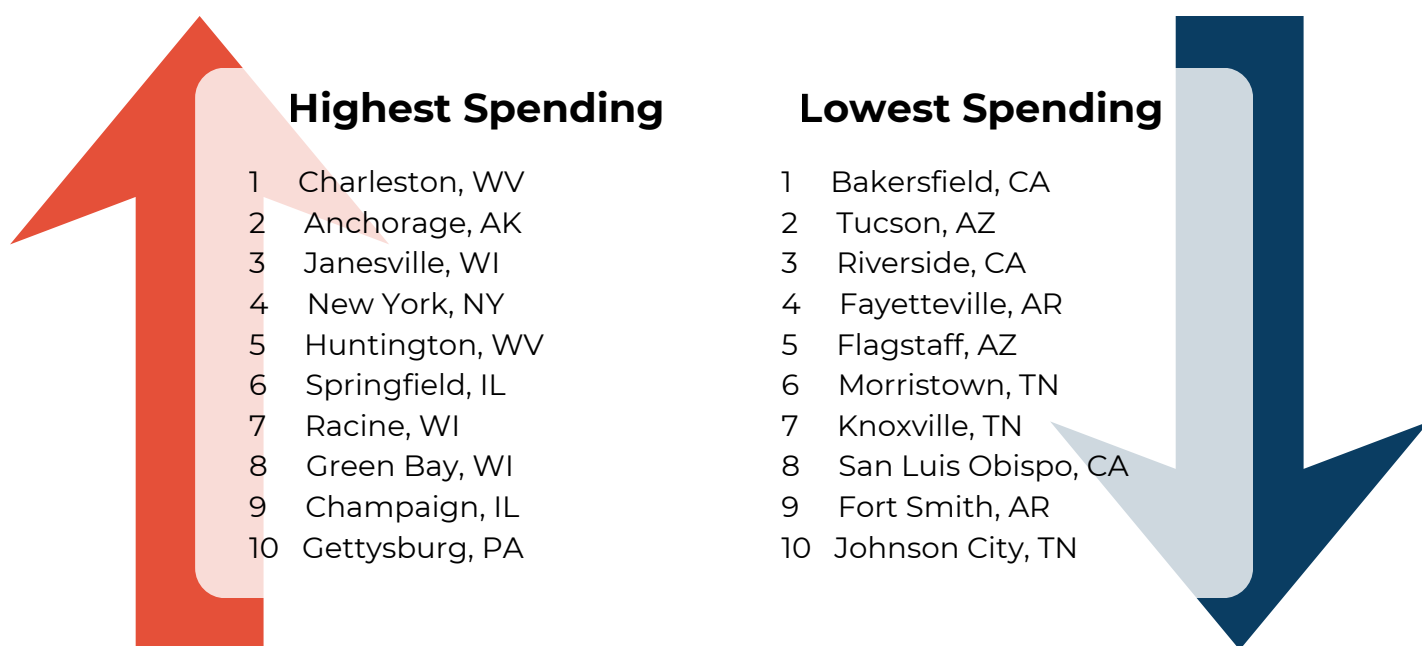 Highest Spending
1 Charleston, WV
2 Anchorage, AK
3 Janesville, WI
4 New York, NY
5 Huntington, WV
6 Springfield, IL
7 Racine, WI
8 Green Bay, WI
9 Champaign, IL
10 Gettysburg, PA
Lowest Spending
1 Bakersfield, CA
2 Tucson, AZ
3 Riverside, CA
4 Fayetteville, AR
5 Flagstaff, AZ
6 Morristown, TN
7 Knoxville, TN
8 San Luis Obispo, CA
9 Fort Smith, AR
10 Johnson City, TN